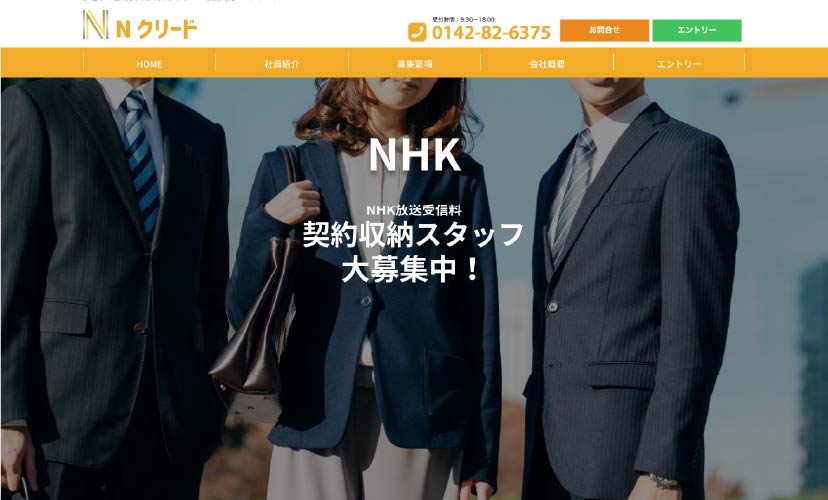 N クリード
受付時間：9:30～18:00
0142-82-6375
お問合せ
エントリー
HOME
社員紹介
募集要項
会社概要
エントリー
NHK
NHK放送受信料
契約収納スタッフ
大募集中！